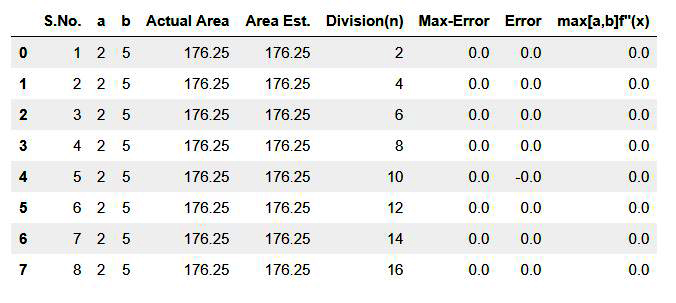 S.No. a b Actual Area Area Est. Division(n) Max-Error Error max[a,b]f"(x)
0 1 2 5 176.25 176.25 2 0.0 0.0 0.0
1 2 2 5 176.25 176.25 4 0.0 0.0 0.0
2 3 2 5 176.25 176.25 6 0.0 0.0 0.0
3 4 2 5 176.25 176.25 8 0.0 0.0 0.0
4 5 2 5 176.25 176.25 10 0.0 -0.0 0.0
5 6 2 5 176.25 176.25 12 0.0 0.0 0.0
6 7 2 5 176.25 176.25 14 0.0 0.0 0.0
7 8 2 5 176.25 176.25 16 0.0 0.0 0.0